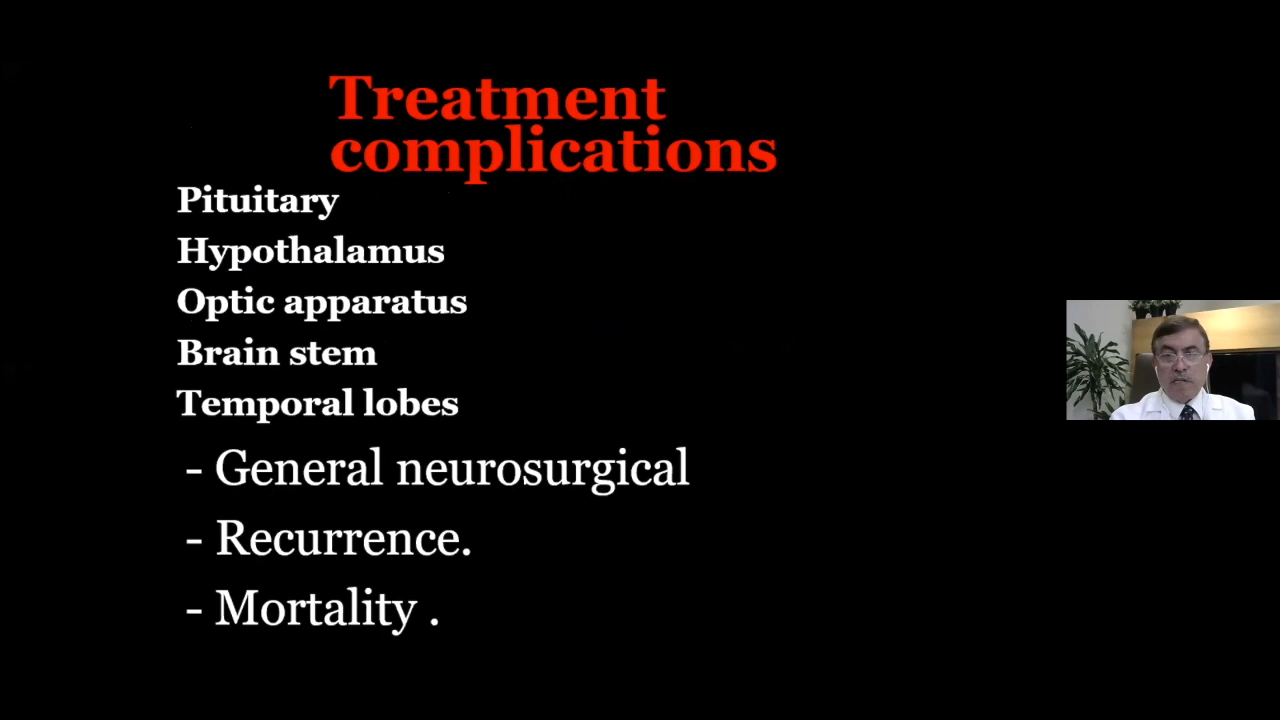 Treatment
complications
Pituitary
Hypothalamus
Optic apparatus
Brain stem
Temporal lobes
- General neurosurgical
- Recurrence.
- Mortality .